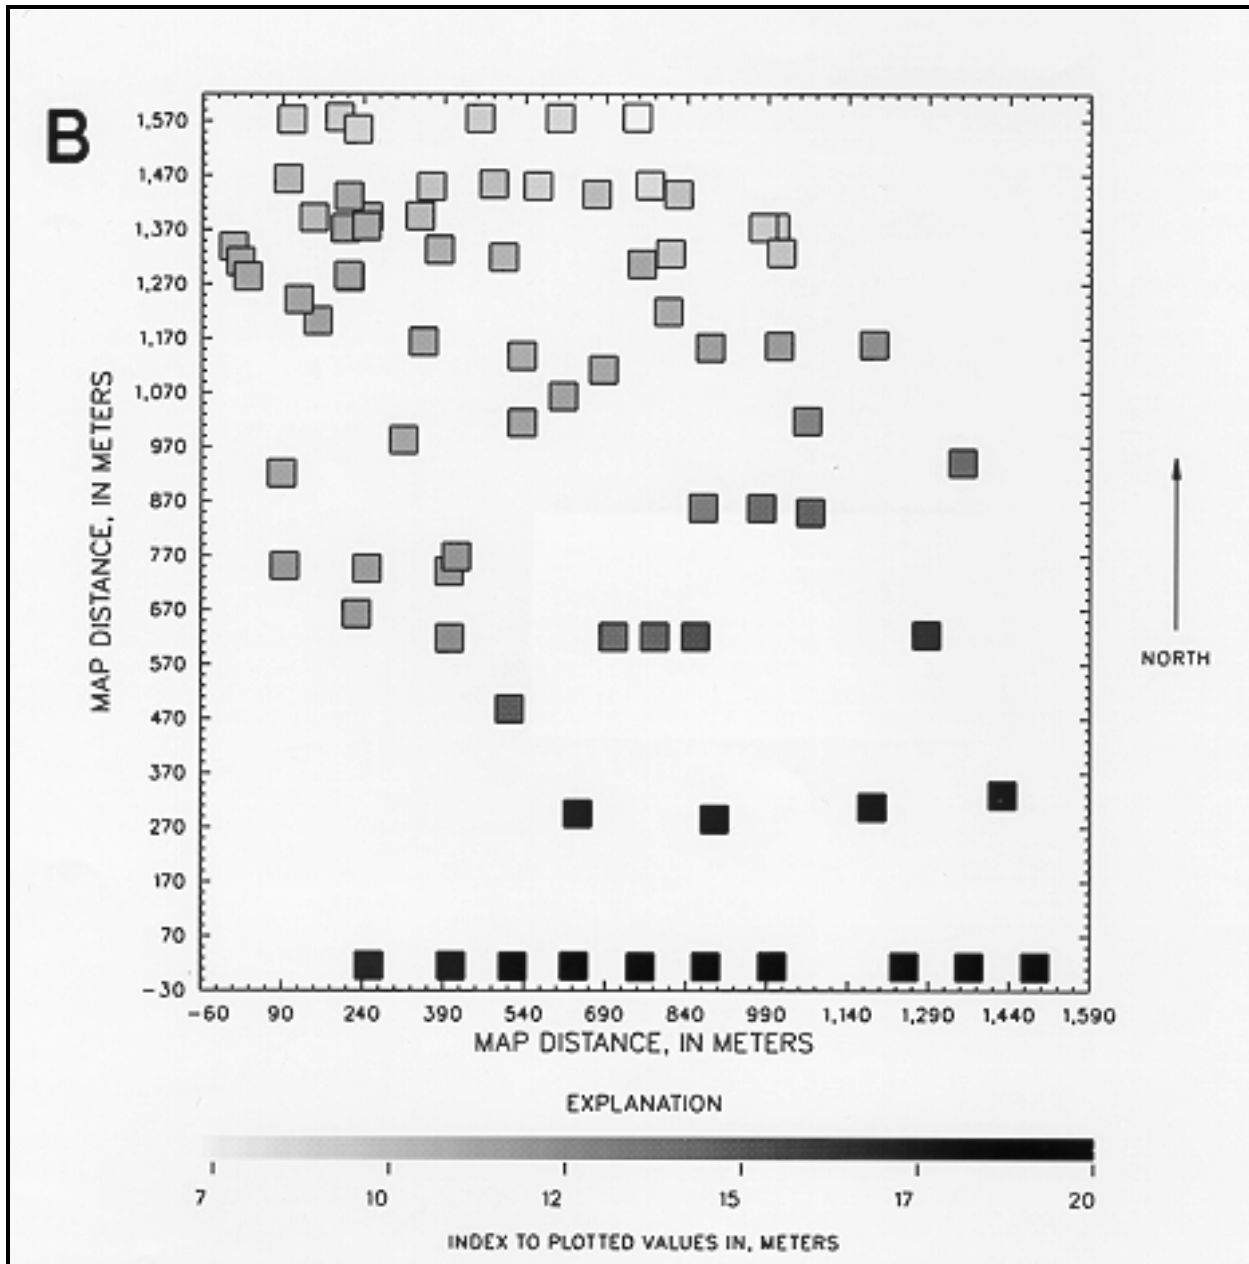 B
1,570
1,470
1,370
1,270
1,170
1,070
970
870
770
670
570
470
370
270
170
70
-30
MAP DISTANCE, IN METERS
-60 90 240 390 540 690 840 990 1,140 1,290 1,440 1,590
MAP DISTANCE, IN METERS
NORTH
EXPLANATION
7 10 12 15 17 20
INDEX TO PLOTTED VALUES IN, METERS